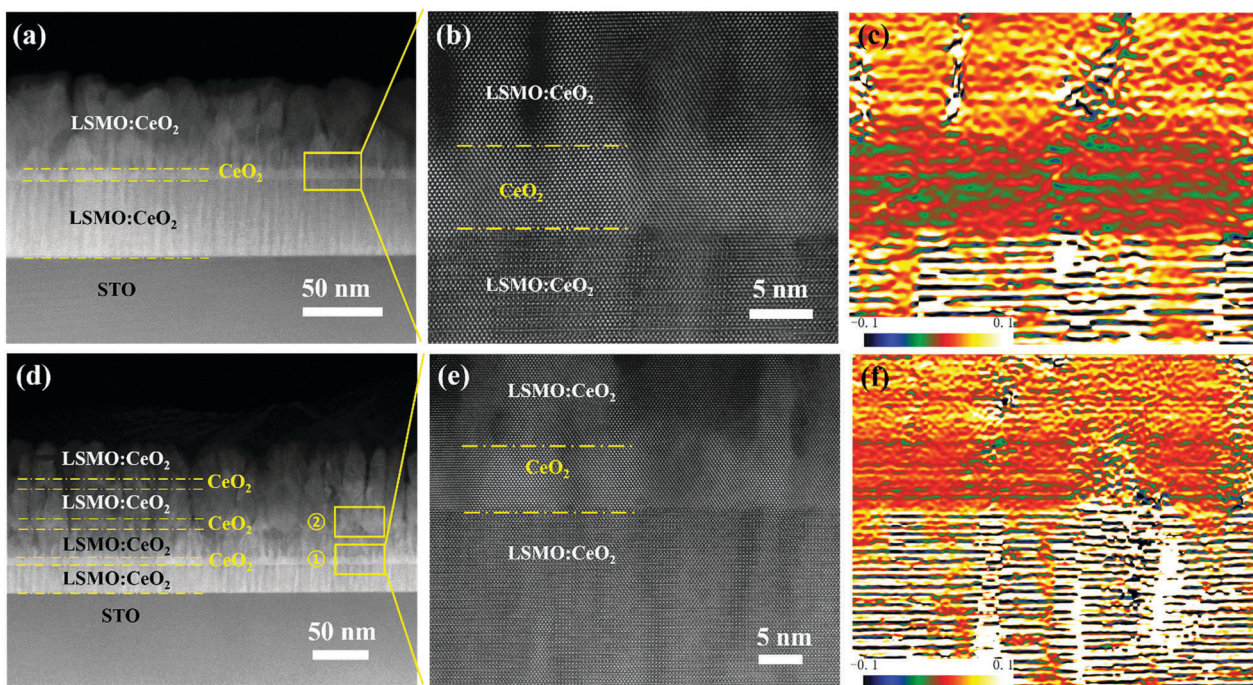 (a)
LSMO:CeO₂
CeO₂
LSMO:CeO₂
STO
50 nm
(b)
LSMO:CeO₂
CeO₂
LSMO:CeO₂
5 nm
(c)
−0.1 0.1
(d)
LSMO:CeO₂
CeO₂
LSMO:CeO₂
CeO₂
②
LSMO:CeO₂
CeO₂
①
LSMO:CeO₂
STO
50 nm
(e)
LSMO:CeO₂
CeO₂
LSMO:CeO₂
5 nm
(f)
−0.1 0.1